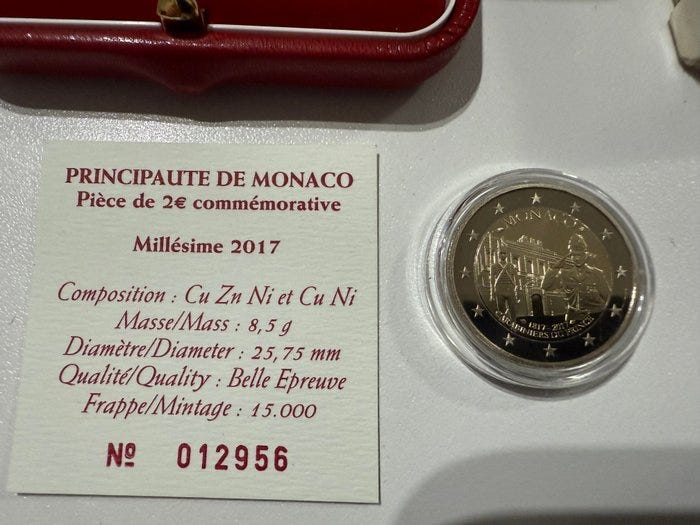 PRINCIPAUTE DE MONACO
Pièce de 2€ commémorative
Millésime 2017
Composition : Cu Zn Ni et Cu Ni
Masse/Mass : 8,5 g
Diamètre/Diameter : 25,75 mm
Qualité/Quality : Belle Epreuve
Frappe/Mintage : 15.000
Nº 012956
MONACO
1817-2017
CARABINIERS DU PRINCE